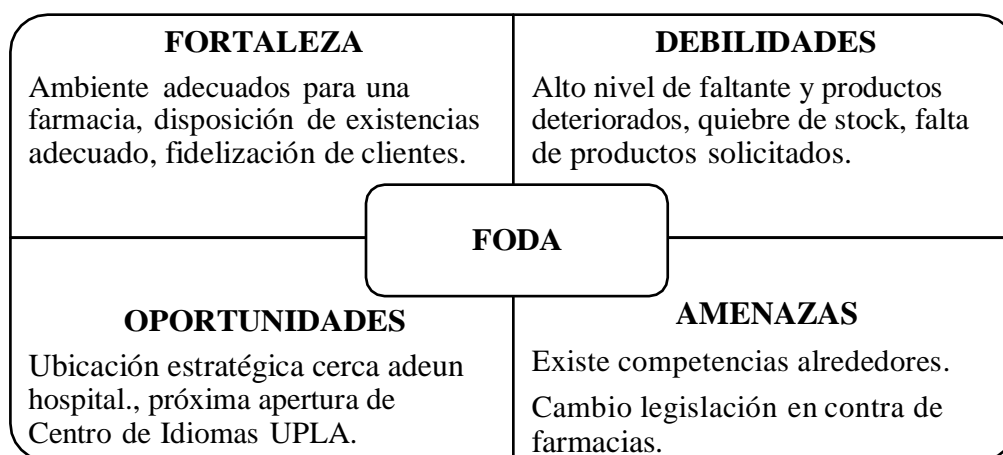 FORTALEZA
Ambiente adecuados para una
farmacia, disposición de existencias
adecuado, fidelización de clientes.
DEBILIDADES
Alto nivel de faltante y productos
deteriorados, quiebre de stock, falta
de productos solicitados.
FODA
OPORTUNIDADES
Ubicación estratégica cerca adeun
hospital., próxima apertura de
Centro de Idiomas UPLA.
AMENAZAS
Existe competencias alrededores.
Cambio legislación en contra de
farmacias.